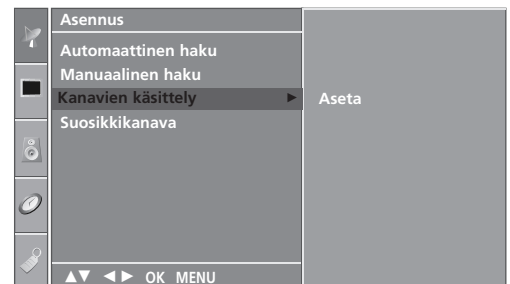 Asennus
Automaattinen haku
Manuaalinen haku
Kanavien käsittely ► Aseta
Suosikkikanava
▲▼ ◄► OK MENU